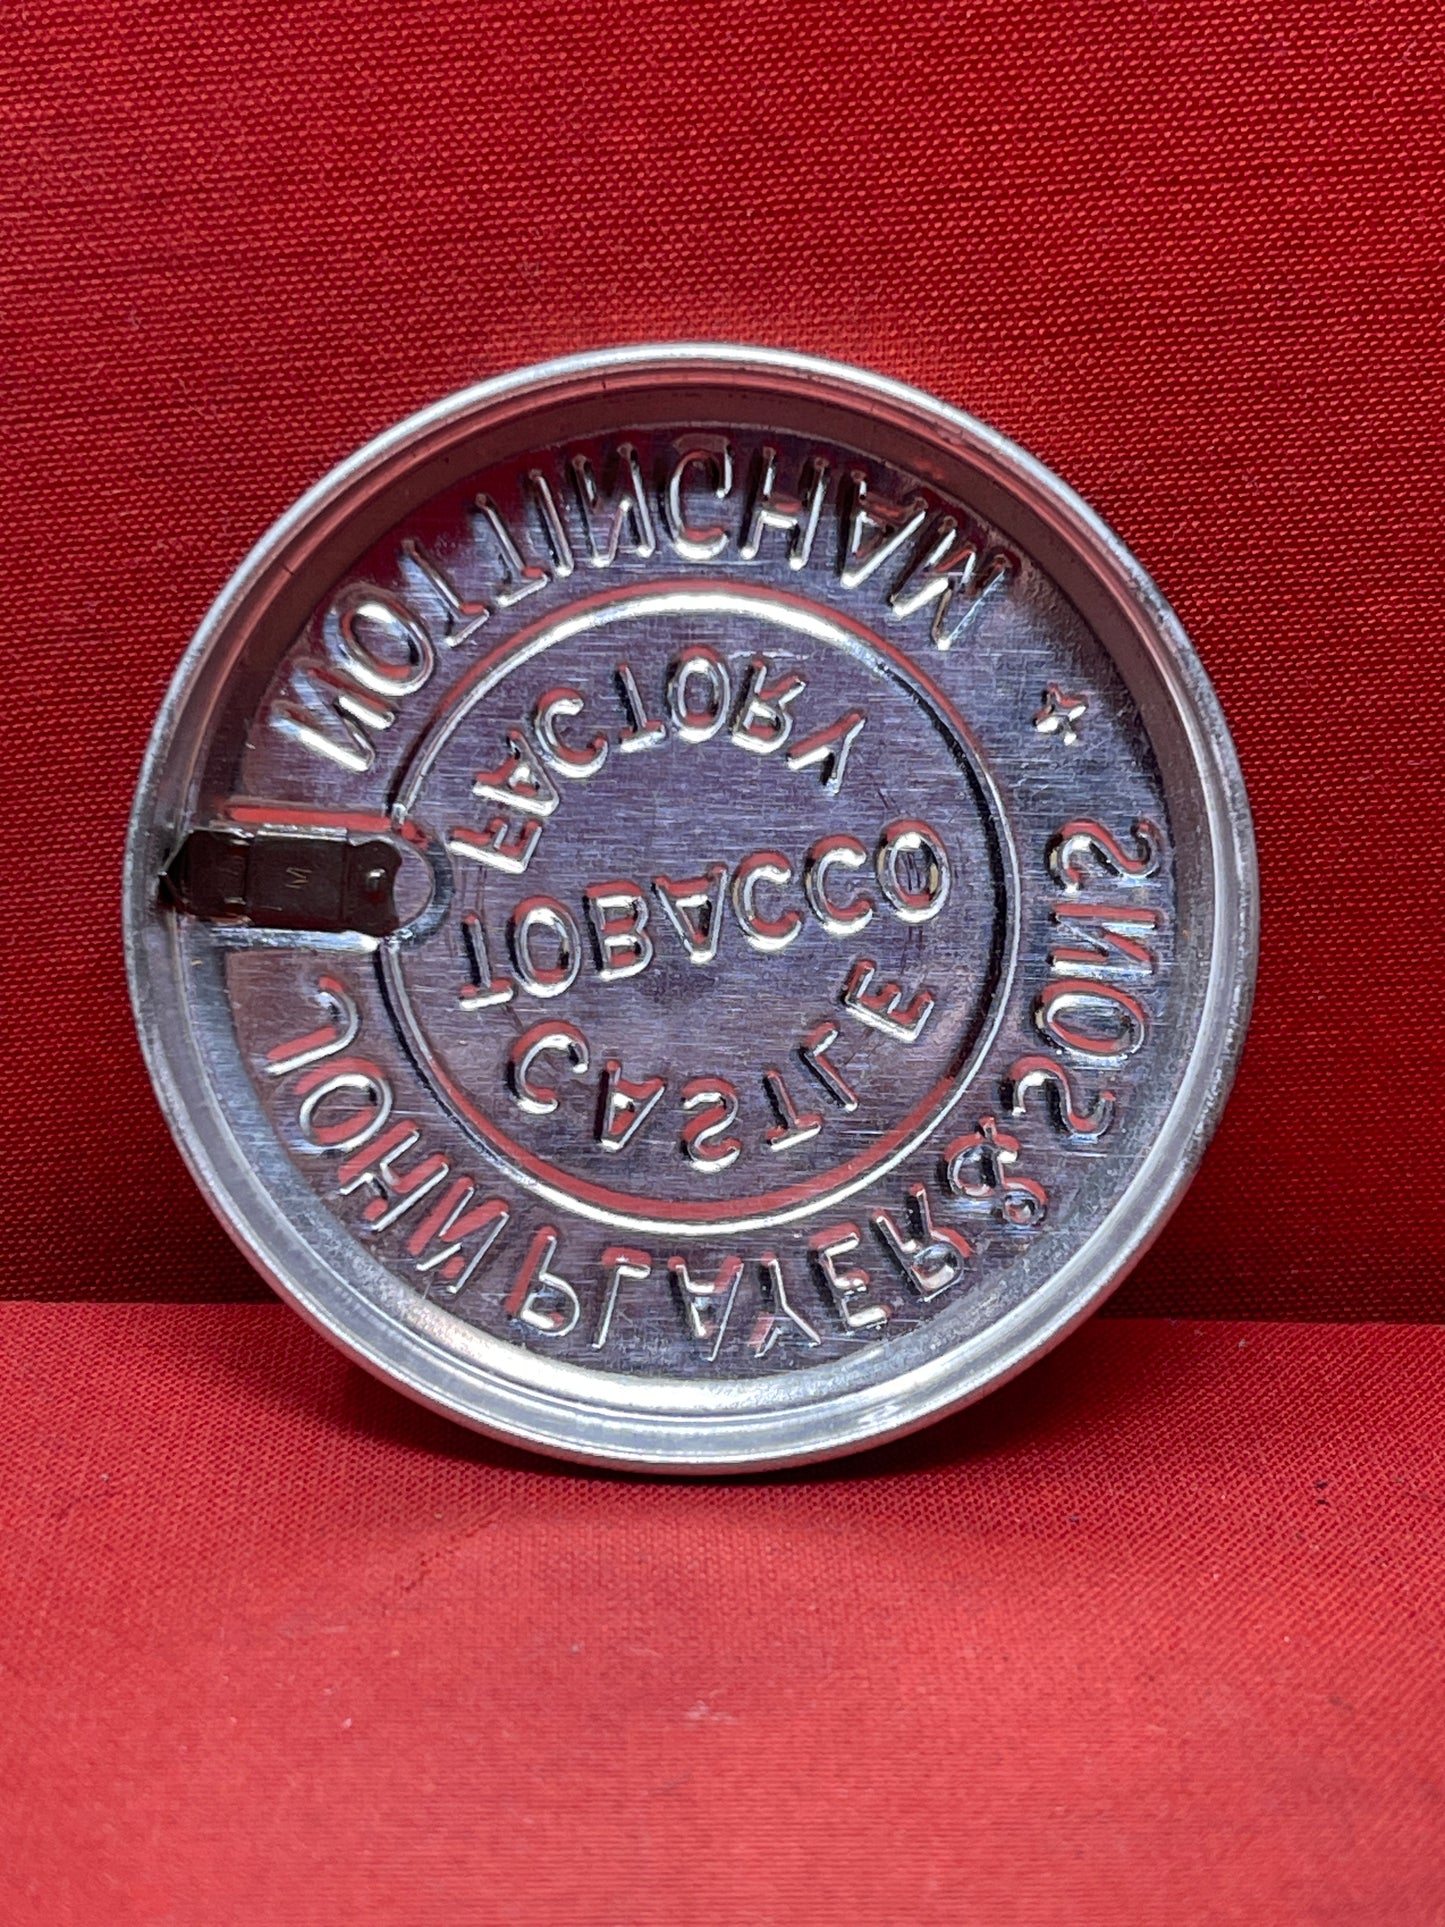 JOHN PLAYER & SONS
NOTTINGHAM
CASTLE
TOBACCO
FACTORY
M